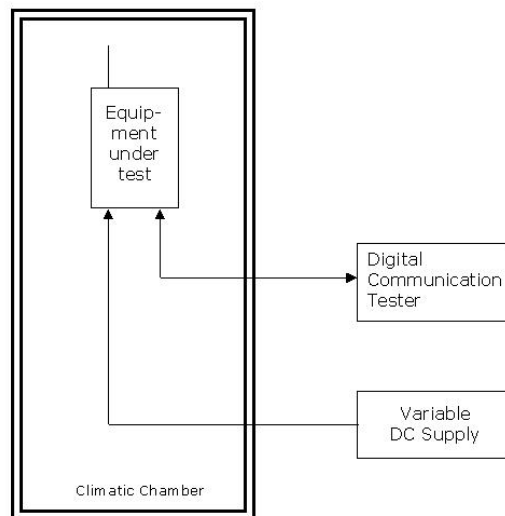 Equip-
ment
under
test
Digital
Communication
Tester
Variable
DC Supply
Climatic Chamber